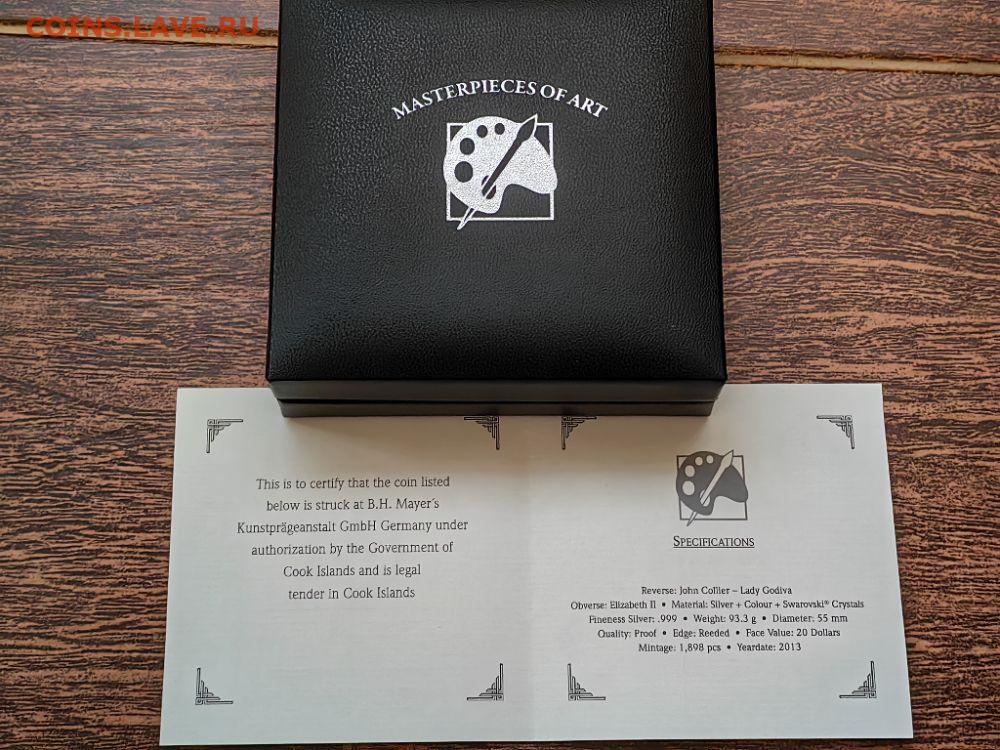 COINS.LAVE.RU
MASTERPIECES OF ART
This is to certify that the coin listed
below is struck at B.H. Mayer´s
Kunstprägeanstalt GmbH Germany under
authorization by the Government of
Cook Islands and is legal
tender in Cook Islands
SPECIFICATIONS
Reverse: John Collier – Lady Godiva
Obverse: Elizabeth II • Material: Silver + Colour + Swarovski® Crystals
Fineness Silver: .999 • Weight: 93.3 g • Diameter: 55 mm
Quality: Proof • Edge: Reeded • Face Value: 20 Dollars
Mintage: 1,898 pcs • Yeardate: 2013